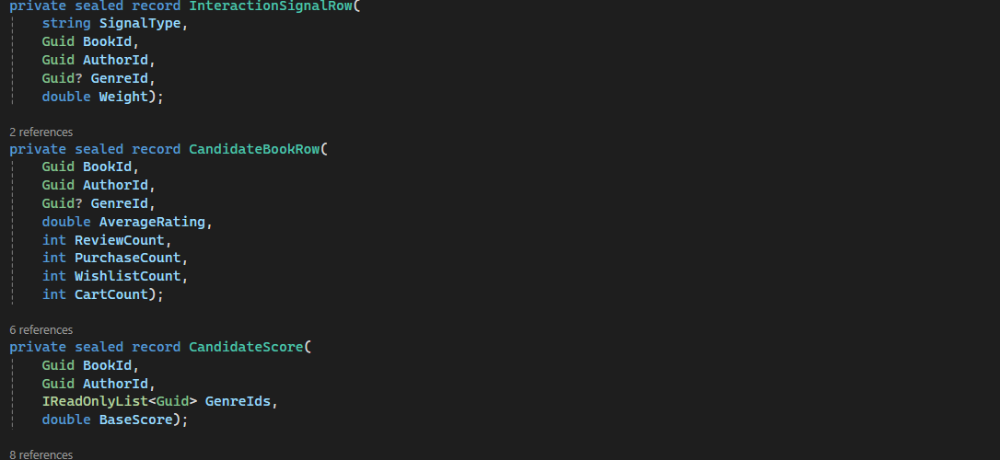 private sealed record InteractionSignalRow(
    string SignalType,
    Guid BookId,
    Guid AuthorId,
    Guid? GenreId,
    double Weight);
2 references
private sealed record CandidateBookRow(
    Guid BookId,
    Guid AuthorId,
    Guid? GenreId,
    double AverageRating,
    int ReviewCount,
    int PurchaseCount,
    int WishlistCount,
    int CartCount);
6 references
private sealed record CandidateScore(
    Guid BookId,
    Guid AuthorId,
    IReadOnlyList<Guid> GenreIds,
    double BaseScore);
8 references